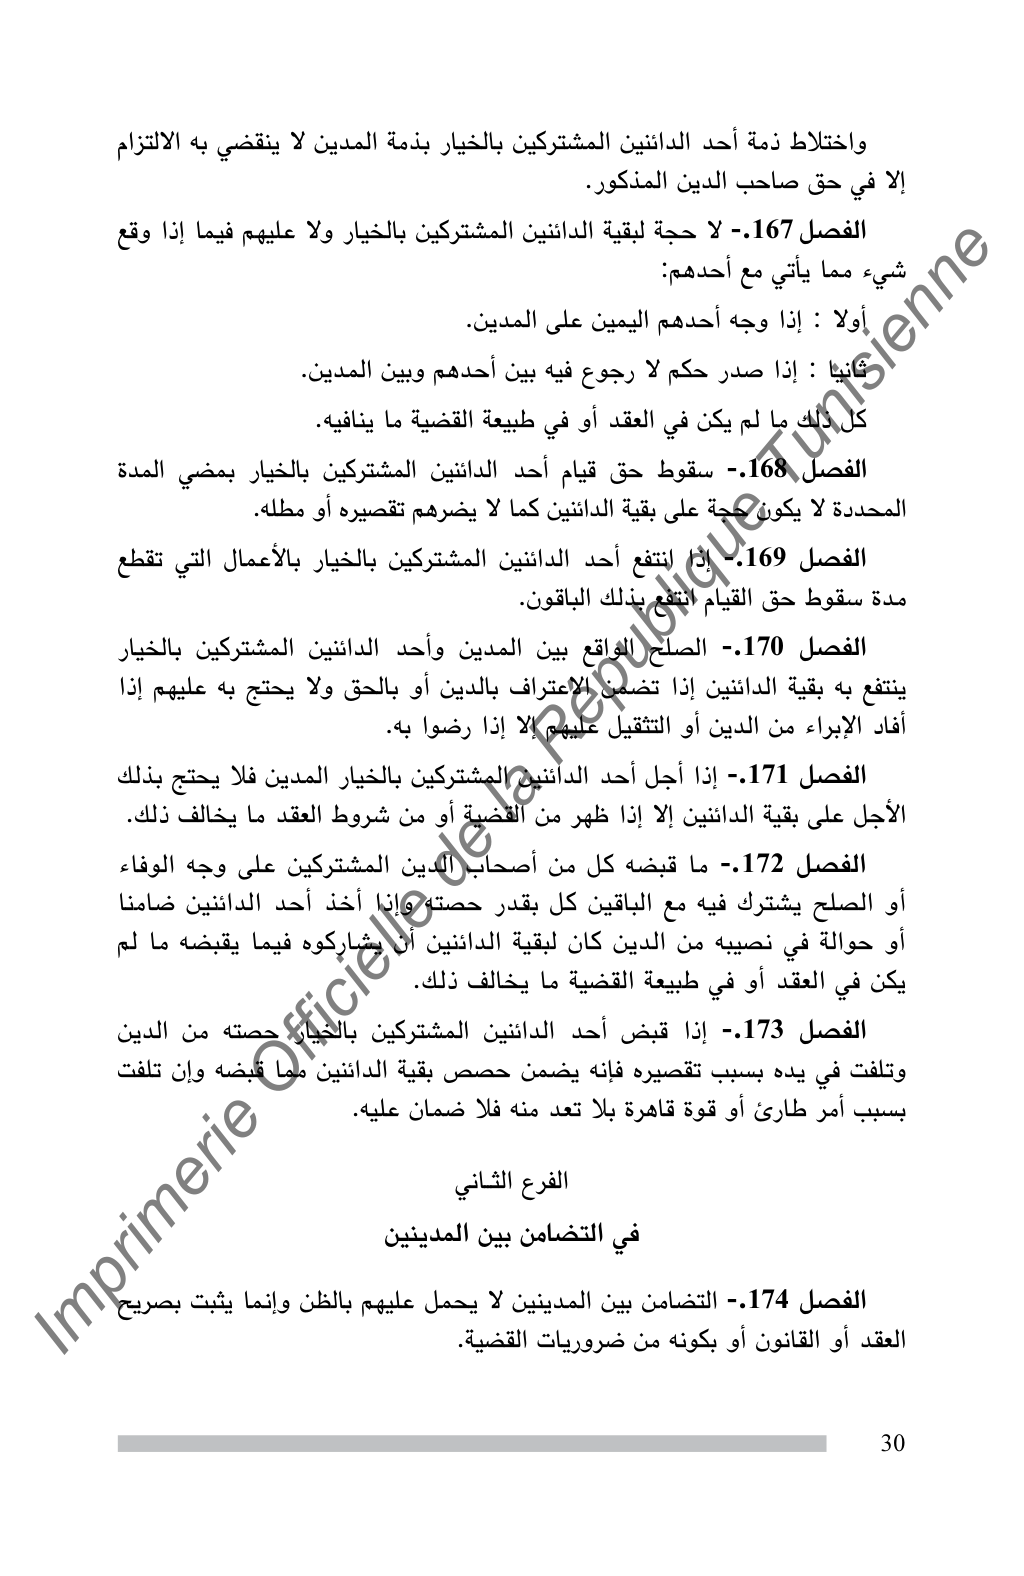 واختلاط ذمة أحد الدائنين المشتركين بالخيار بذمة المدين لا ينقضي به الالتزام
إلا في حق صاحب الدين المذكور.
الفصل 167.- لا حجة لبقية الدائنين المشتركين بالخيار ولا عليهم فيما إذا وقع
شيء مما يأتي مع أحدهم:
أولا : إذا وجه أحدهم اليمين على المدين.
ثانيا : إذا صدر حكم لا رجوع فيه بين أحدهم وبين المدين.
كل ذلك ما لم يكن في العقد أو في طبيعة القضية ما ينافيه.
الفصل 168.- سقوط حق قيام أحد الدائنين المشتركين بالخيار بمضي المدة
المحددة لا يكون حجة على بقية الدائنين كما لا يضرهم تقصيره أو مطله.
الفصل 169.- إذا انتفع أحد الدائنين المشتركين بالخيار بالأعمال التي تقطع
مدة سقوط حق القيام انتفع بذلك الباقون.
الفصل 170.- الصلح الواقع بين المدين وأحد الدائنين المشتركين بالخيار
ينتفع به بقية الدائنين إذا تضمن الاعتراف بالدين أو بالحق ولا يحتج به عليهم إذا
أفاد الإبراء من الدين أو التثقيل عليهم إلا إذا رضوا به.
الفصل 171.- إذا أجل أحد الدائنين المشتركين بالخيار المدين فلا يحتج بذلك
الأجل على بقية الدائنين إلا إذا ظهر من القضية أو من شروط العقد ما يخالف ذلك.
الفصل 172.- ما قبضه كل من أصحاب الدين المشتركين على وجه الوفاء
أو الصلح يشترك فيه مع الباقين كل بقدر حصته وإذا أخذ أحد الدائنين ضامنا
أو حوالة في نصيبه من الدين كان لبقية الدائنين أن يشاركوه فيما يقبضه ما لم
يكن في العقد أو في طبيعة القضية ما يخالف ذلك.
الفصل 173.- إذا قبض أحد الدائنين المشتركين بالخيار حصته من الدين
وتلفت في يده بسبب تقصيره فإنه يضمن حصص بقية الدائنين مما قبضه وإن تلفت
بسبب أمر طارئ أو قوة قاهرة بلا تعد منه فلا ضمان عليه.
الفرع الثـاني
في التضامن بين المدينين
الفصل 174.- التضامن بين المدينين لا يحمل عليهم بالظن وإنما يثبت بصريح
العقد أو القانون أو بكونه من ضروريات القضية.
30
Imprimerie Officielle de la République Tunisienne